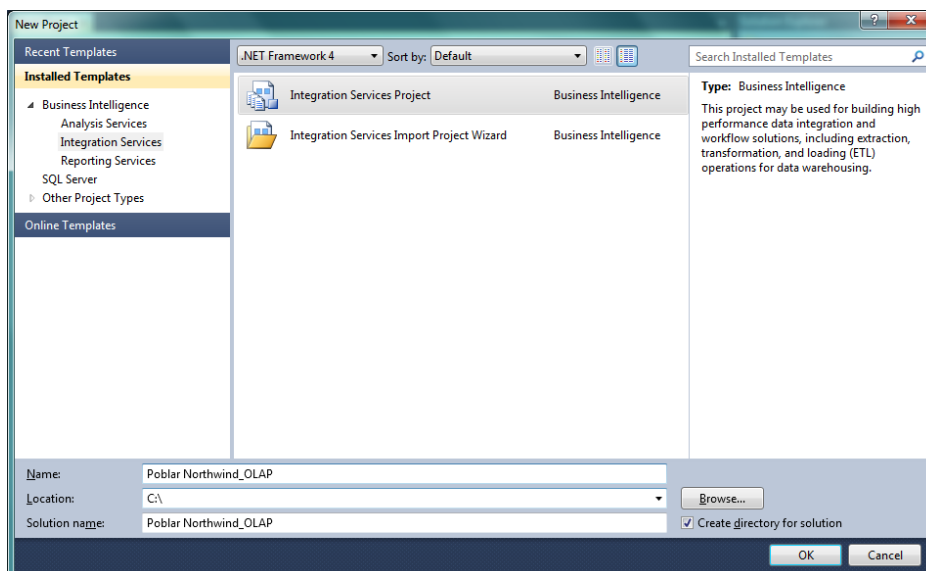 New Project
Recent Templates
Installed Templates
Business Intelligence
Analysis Services
Integration Services
Reporting Services
SQL Server
Other Project Types
Online Templates
.NET Framework 4 Sort by: Default
Integration Services Project Business Intelligence
Integration Services Import Project Wizard Business Intelligence
Search Installed Templates
Type: Business Intelligence
This project may be used for building high
performance data integration and
workflow solutions, including extraction,
transformation, and loading (ETL)
operations for data warehousing.
Name: Poblar Northwind_OLAP
Location: C:\ Browse...
Solution name: Poblar Northwind_OLAP Create directory for solution
OK Cancel